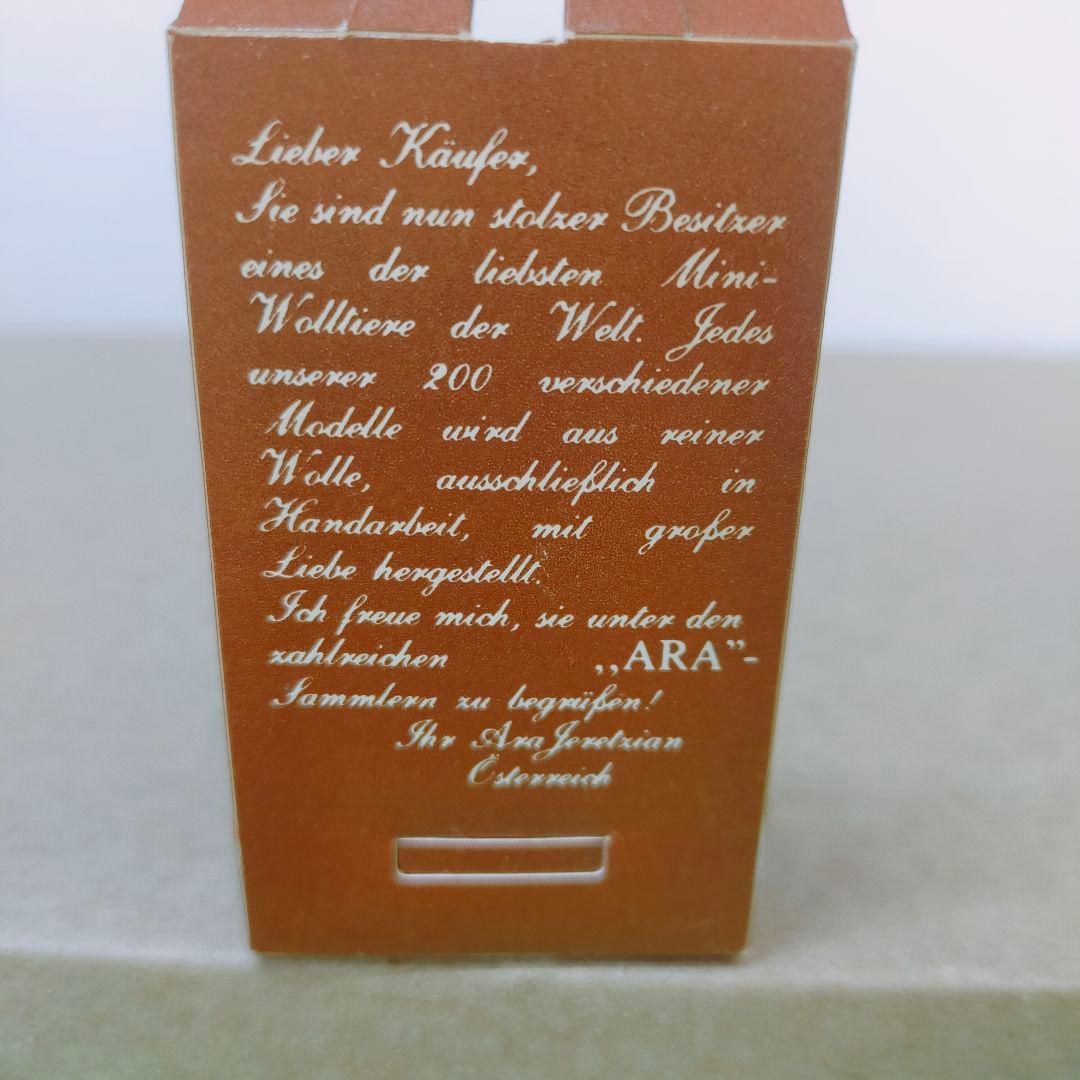 Lieber Käufer,
Sie sind nun stolzer Besitzer
eines der liebsten Mini-
Wolltiere der Welt. Jedes
unserer 200 verschiedener
Modelle wird aus reiner
Wolle, ausschließlich in
Handarbeit, mit großer
Liebe hergestellt.
Ich freue mich, sie unter den
zahlreichen ,,ARA”-
Sammlern zu begrüßen!
Ihr Ara Jeretzian
Österreich